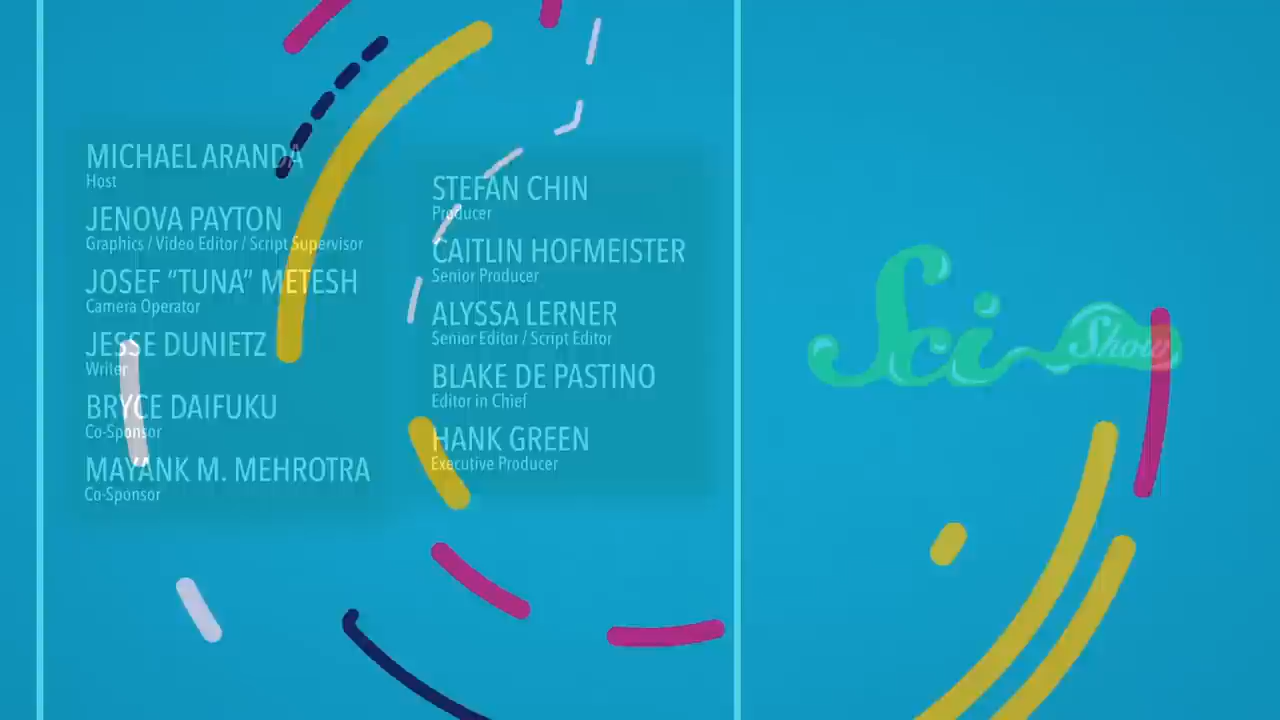 MICHAEL ARANDA
Host
JENOVA PAYTON
Graphics / Video Editor / Script Supervisor
JOSEF “TUNA” METESH
Camera Operator
JESSE DUNIETZ
Writer
BRYCE DAIFUKU
Co-Sponsor
MAYANK M. MEHROTRA
Co-Sponsor
STEFAN CHIN
Producer
CAITLIN HOFMEISTER
Senior Producer
ALYSSA LERNER
Senior Editor / Script Editor
BLAKE DE PASTINO
Editor in Chief
HANK GREEN
Executive Producer
Sci Show